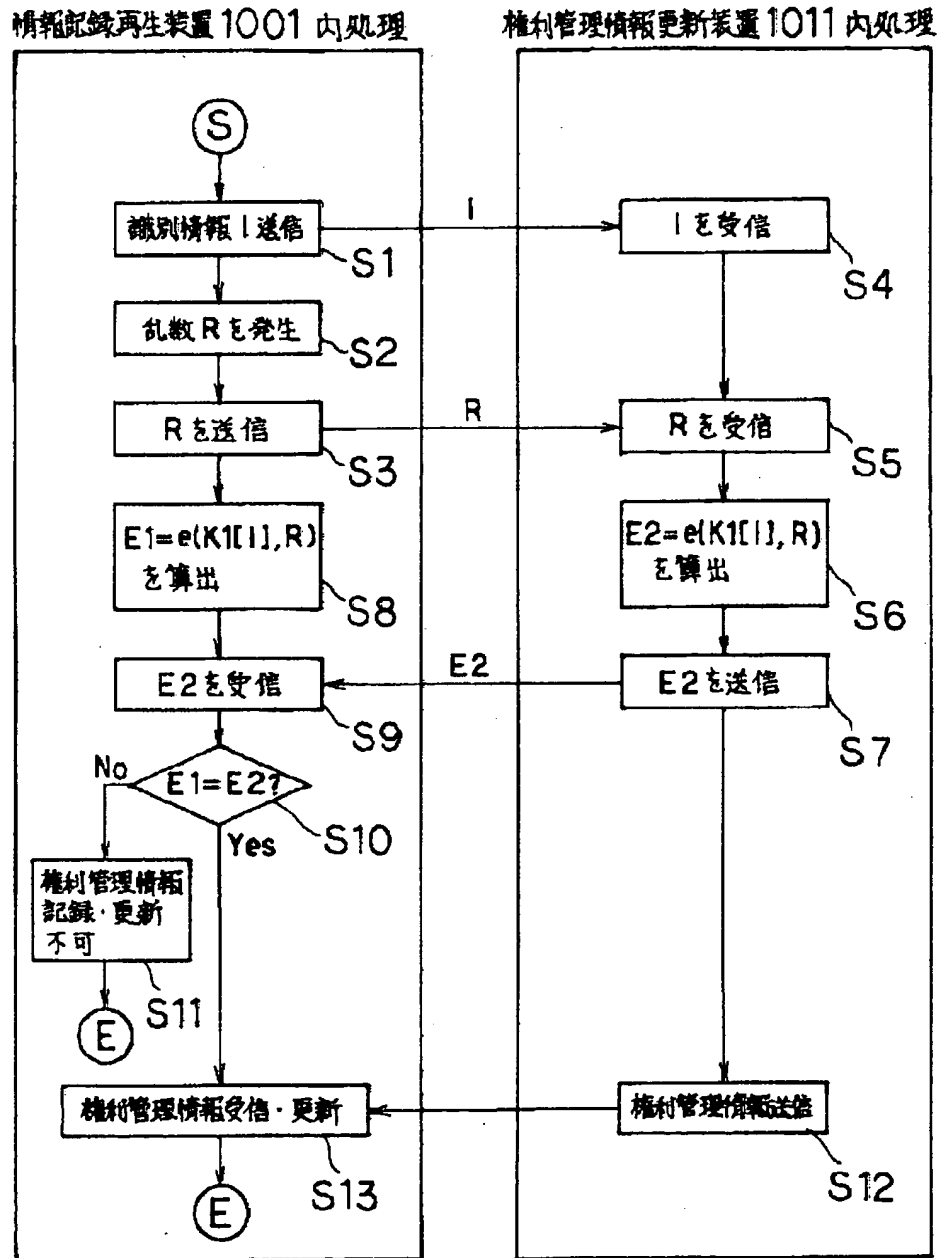 情報記録再生装置1001内処理
権利管理情報更新装置1011内処理
S
識別情報I送信
S1
I
Iを受信
S4
乱数Rを発生
S2
Rを送信
S3
R
Rを受信
S5
E1=e(K1[I],R)
を算出
S8
E2=e(K1[I],R)
を算出
S6
E2を受信
S9
E2
E2を送信
S7
E1=E2?
S10
No
Yes
権利管理情報
記録・更新
不可
S11
E
権利管理情報受信・更新
S13
権利管理情報送信
S12
E